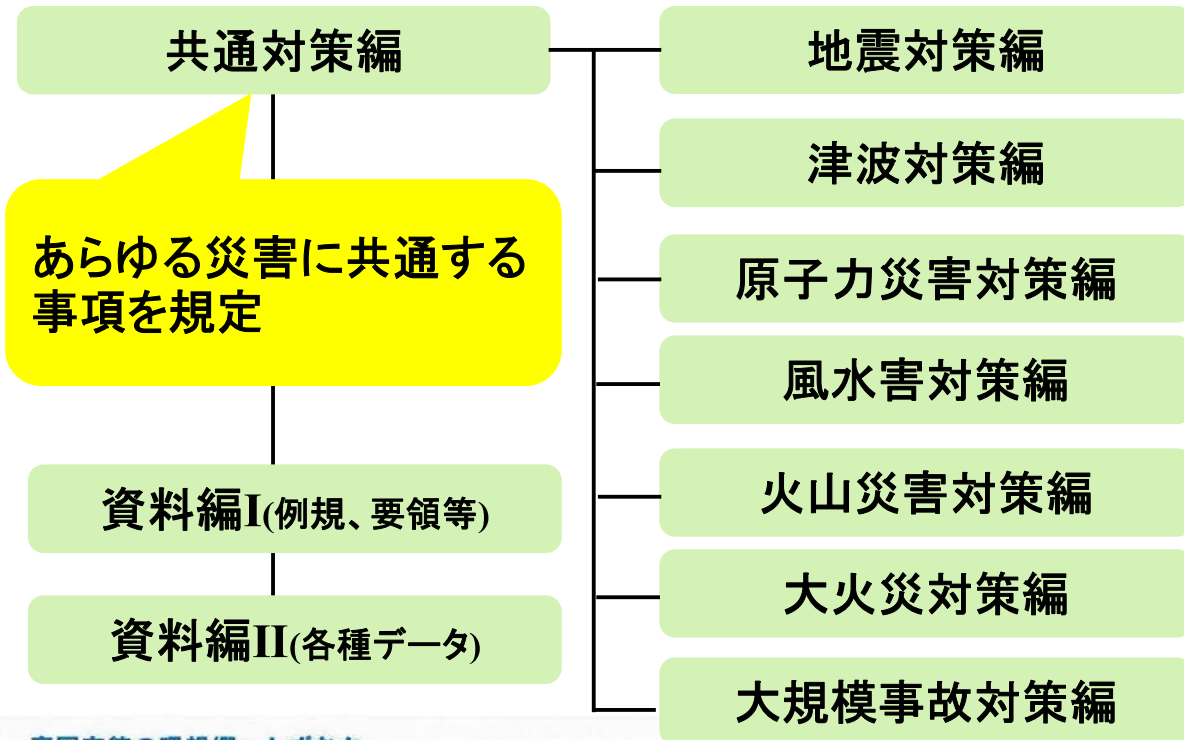 共通対策編
あらゆる災害に共通する
事項を規定
資料編I(例規、要領等)
資料編II(各種データ)
地震対策編
津波対策編
原子力災害対策編
風水害対策編
火山災害対策編
大火災対策編
大規模事故対策編